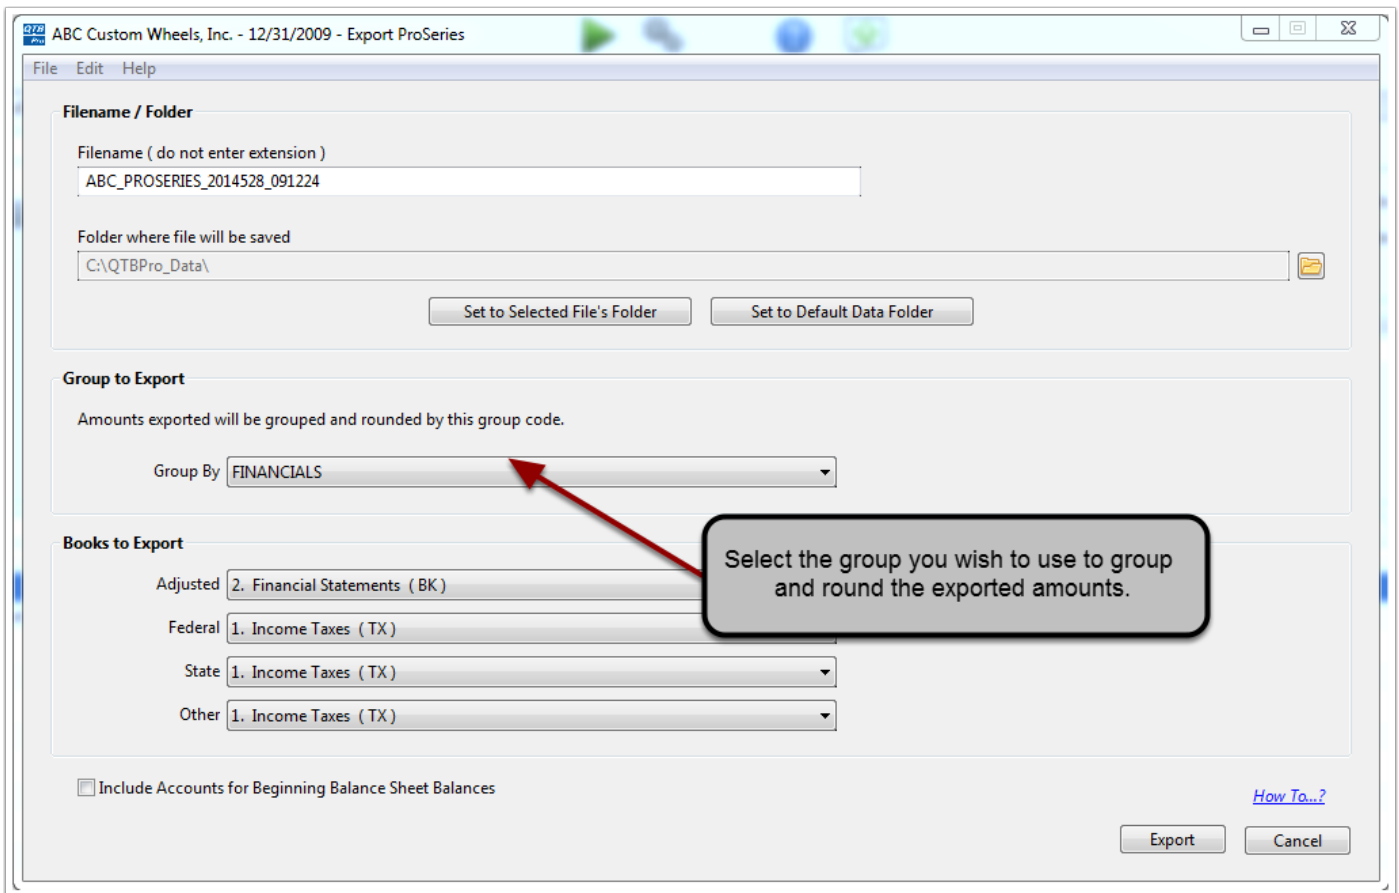 QTB
Pro
ABC Custom Wheels, Inc. - 12/31/2009 - Export ProSeries
File Edit Help
Filename / Folder
Filename ( do not enter extension )
ABC_PROSERIES_2014528_091224
Folder where file will be saved
C:\QTBPro_Data\
Set to Selected File's Folder Set to Default Data Folder
Group to Export
Amounts exported will be grouped and rounded by this group code.
Group By FINANCIALS
Select the group you wish to use to group
and round the exported amounts.
Books to Export
Adjusted 2. Financial Statements ( BK )
Federal 1. Income Taxes ( TX )
State 1. Income Taxes ( TX )
Other 1. Income Taxes ( TX )
Include Accounts for Beginning Balance Sheet Balances
How To...?
Export Cancel